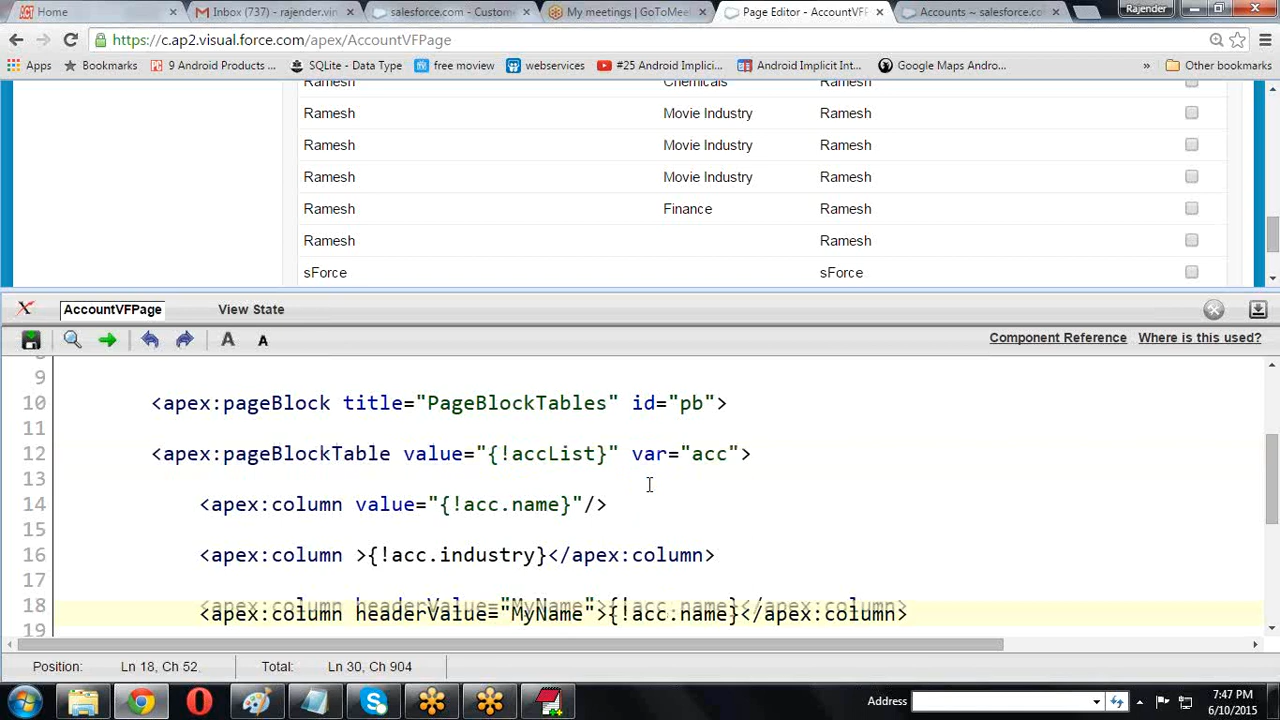 Home
Inbox (737) - rajender.vin
salesforce.com - Custome
My meetings | GoToMee
Page Editor - AccountVFP
Accounts ~ salesforce.co
Rajender
https://c.ap2.visual.force.com/apex/AccountVFPage
Apps
Bookmarks
9 Android Products ...
SQLite - Data Type
free moview
webservices
#25 Android Implici...
Android Implicit Int...
Google Maps Andro...
»
Other bookmarks
Ramesh Chemicals Ramesh
Ramesh Movie Industry Ramesh
Ramesh Movie Industry Ramesh
Ramesh Movie Industry Ramesh
Ramesh Finance Ramesh
Ramesh Ramesh
sForce sForce
AccountVFPage View State
A A Component Reference Where is this used?
9
10 <apex:pageBlock title="PageBlockTables" id="pb">
11
12 <apex:pageBlockTable value="{!accList}" var="acc">
13
14 <apex:column value="{!acc.name}"/>
15
16 <apex:column >{!acc.industry}</apex:column>
17
18 <apex:column headerValue="MyName">{!acc.name}</apex:column>
19
Position: Ln 18, Ch 52 Total: Ln 30, Ch 904
Address
7:47 PM
6/10/2015